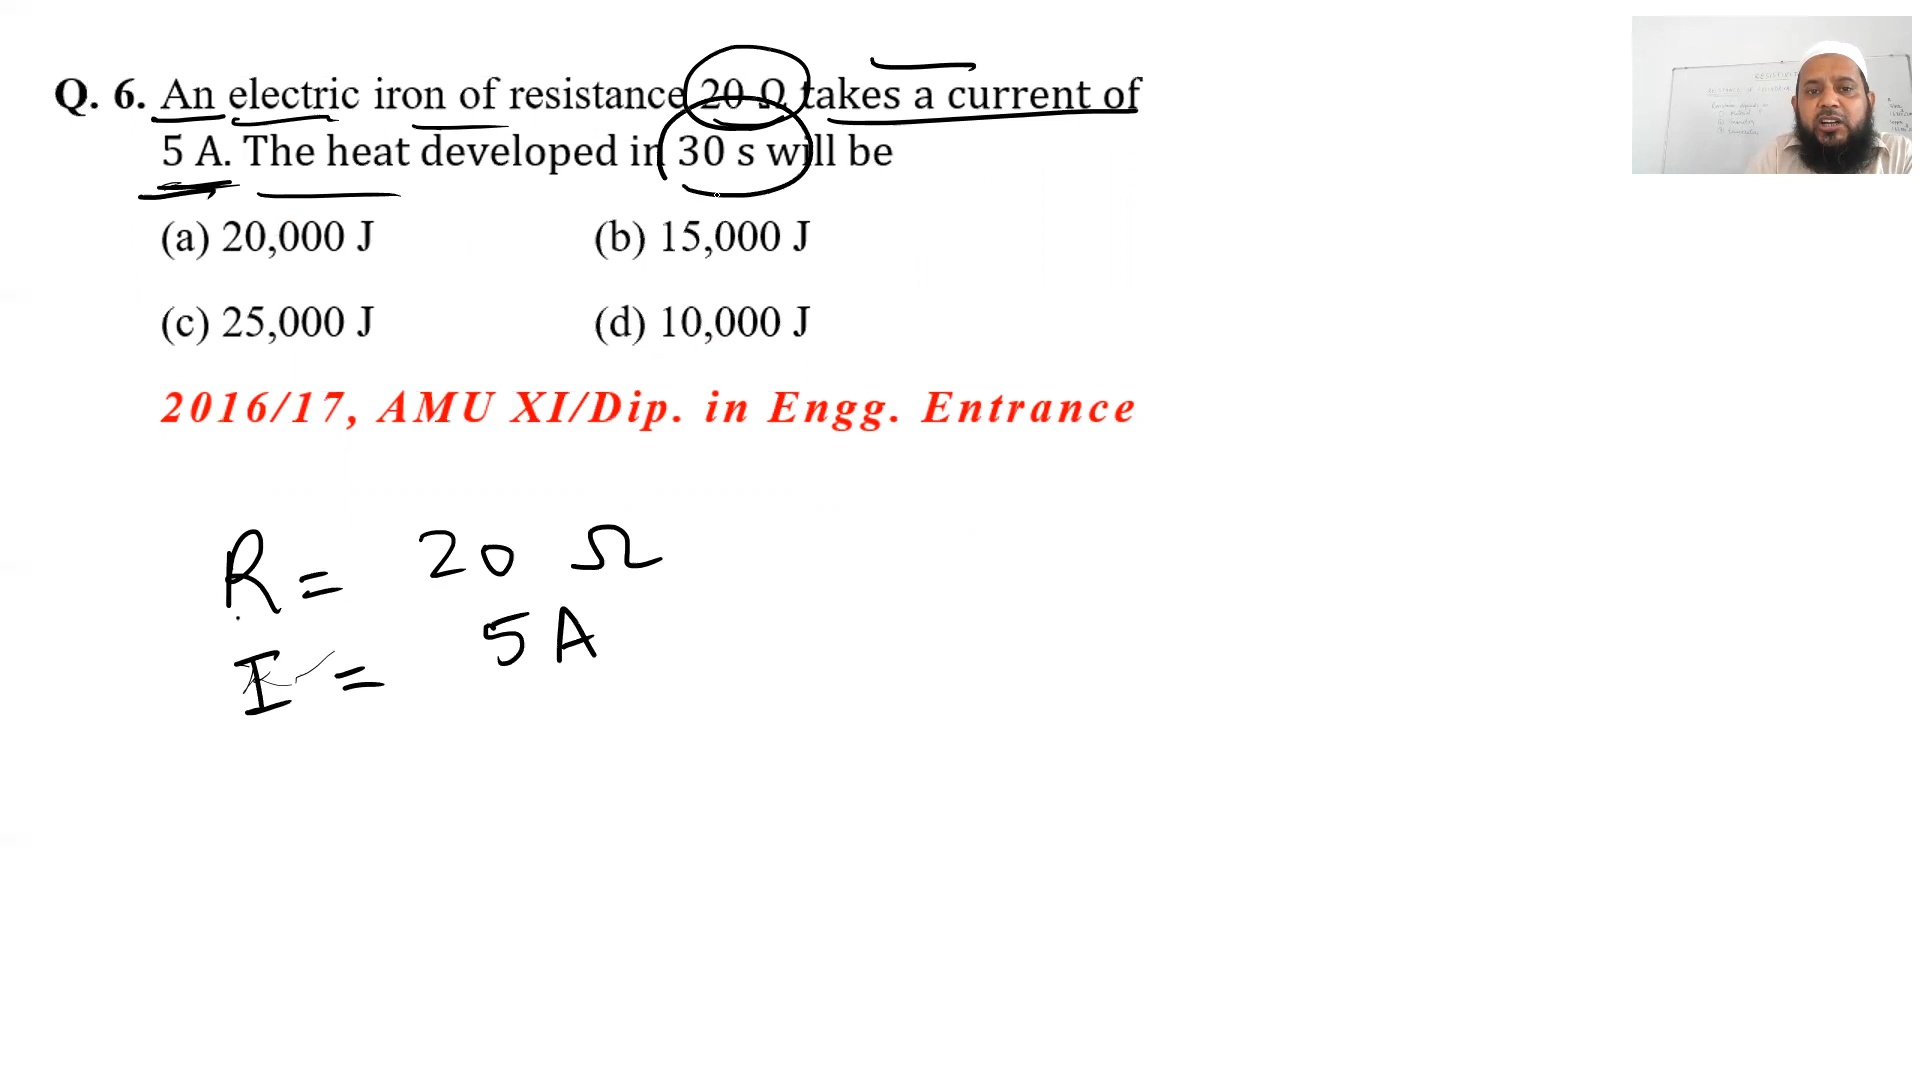 Q. 6. An electric iron of resistance 20 Ω takes a current of
5 A. The heat developed in 30 s will be
(a) 20,000 J (b) 15,000 J
(c) 25,000 J (d) 10,000 J
2016/17, AMU XI/Dip. in Engg. Entrance
R = 20 Ω
I = 5 A